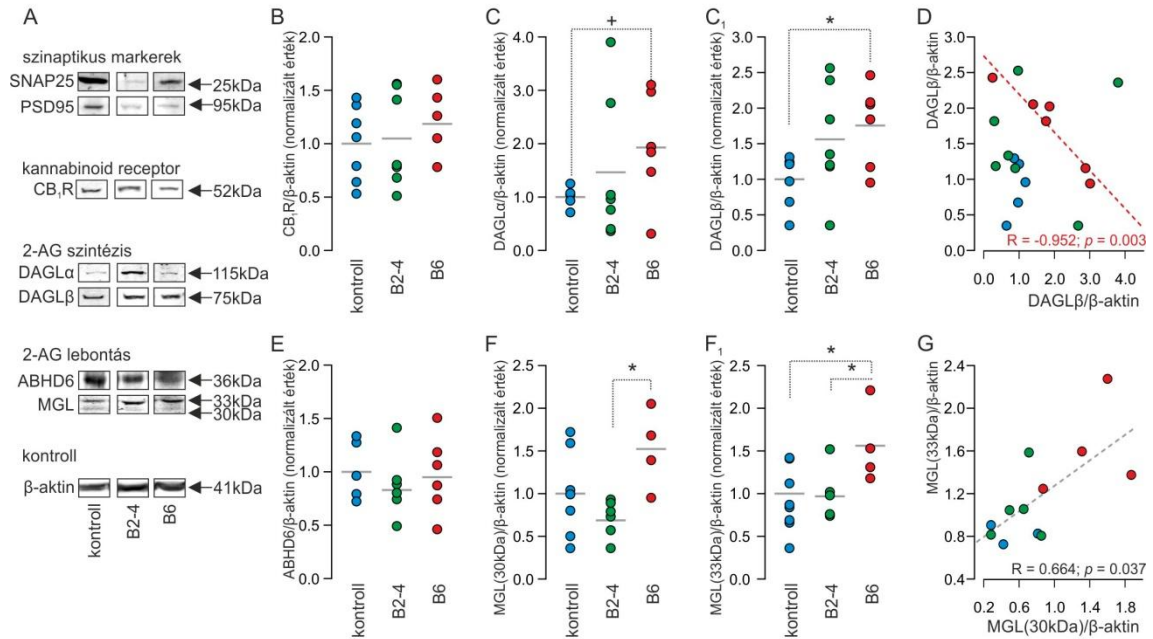 A
szinaptikus markerek
SNAP25
25kDa
PSD95
95kDa
kannabinoid receptor
CB₁R
52kDa
2-AG szintézis
DAGLα
115kDa
DAGLβ
75kDa
2-AG lebontás
ABHD6
36kDa
MGL
33kDa
30kDa
kontroll
β-aktin
41kDa
kontroll
B2-4
B6
B
CB₁R/β-aktin (normalizált érték)
2.0
1.5
1.0
0.5
0.0
kontroll
B2-4
B6
C
DAGLα/β-aktin (normalizált érték)
+
4.0
3.0
2.0
1.0
0.0
kontroll
B2-4
B6
C₁
DAGLβ/β-aktin (normalizált érték)
*
3.0
2.5
2.0
1.5
1.0
0.5
0.0
kontroll
B2-4
B6
D
DAGLβ/β-aktin
3.0
2.5
2.0
1.5
1.0
0.5
0.0
R = -0.952; p = 0.003
0.0 1.0 2.0 3.0 4.0
DAGLβ/β-aktin
E
ABHD6/β-aktin (normalizált érték)
2.0
1.5
1.0
0.5
0.0
kontroll
B2-4
B6
F
MGL(30kDa)/β-aktin (normalizált érték)
*
2.5
2.0
1.5
1.0
0.5
0.0
kontroll
B2-4
B6
F₁
MGL(33kDa)/β-aktin (normalizált érték)
*
*
2.5
2.0
1.5
1.0
0.5
0.0
kontroll
B2-4
B6
G
MGL(33kDa)/β-aktin
2.4
2.0
1.6
1.2
0.8
0.4
R = 0.664; p = 0.037
0.2 0.6 1.0 1.4 1.8
MGL(30kDa)/β-aktin